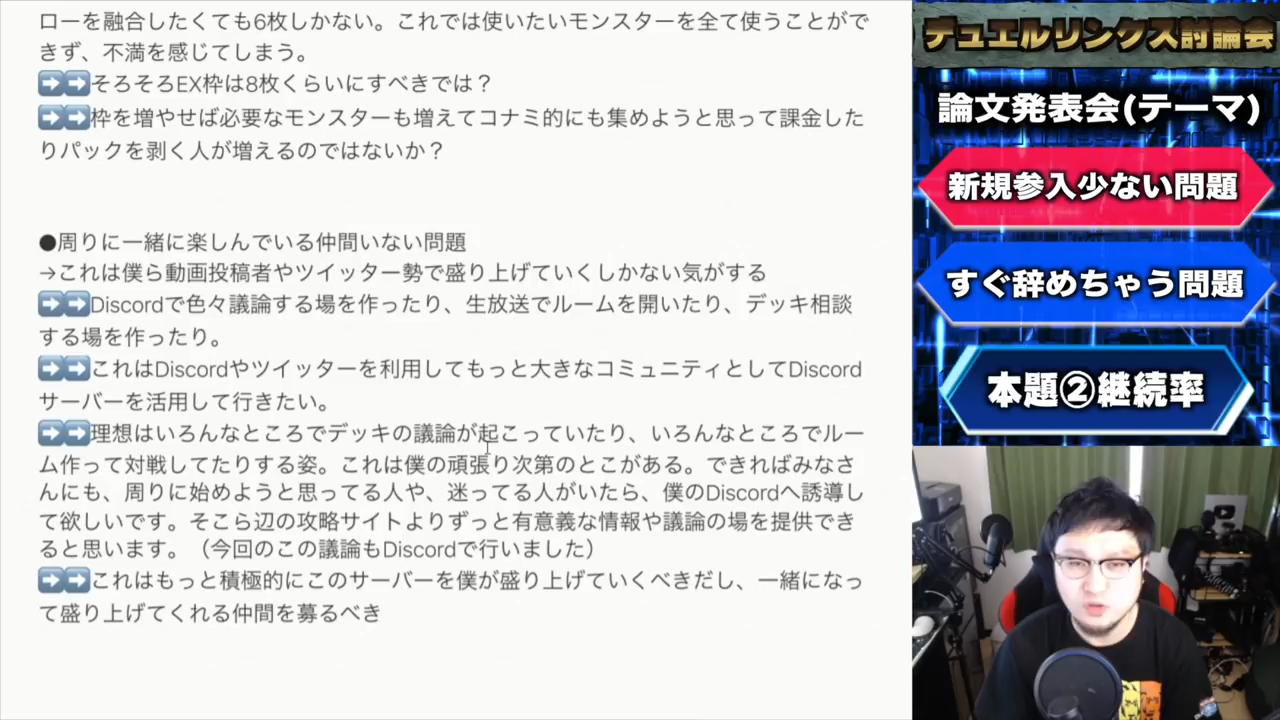 ローを融合したくても6枚しかない。これでは使いたいモンスターを全て使うことがで
きず、不満を感じてしまう。
➡️➡️そろそろEX枠は8枚くらいにすべきでは？
➡️➡️枠を増やせば必要なモンスターも増えてコナミ的にも集めようと思って課金した
りパックを剥く人が増えるのではないか？
●周りに一緒に楽しんでいる仲間いない問題
→これは僕ら動画投稿者やツイッター勢で盛り上げていくしかない気がする
➡️➡️Discordで色々議論する場を作ったり、生放送でルームを開いたり、デッキ相談
する場を作ったり。
➡️➡️これはDiscordやツイッターを利用してもっと大きなコミュニティとしてDiscord
サーバーを活用して行きたい。
➡️➡️理想はいろんなところでデッキの議論が起こっていたり、いろんなところでルー
ム作って対戦してたりする姿。これは僕の頑張り次第のとこがある。できればみなさ
んにも、周りに始めようと思ってる人や、迷ってる人がいたら、僕のDiscordへ誘導し
て欲しいです。そこら辺の攻略サイトよりずっと有意義な情報や議論の場を提供でき
ると思います。（今回のこの議論もDiscordで行いました）
➡️➡️これはもっと積極的にこのサーバーを僕が盛り上げていくべきだし、一緒になっ
て盛り上げてくれる仲間を募るべき
デュエルリンクス討論会
論文発表会(テーマ)
新規参入少ない問題
すぐ辞めちゃう問題
本題②継続率